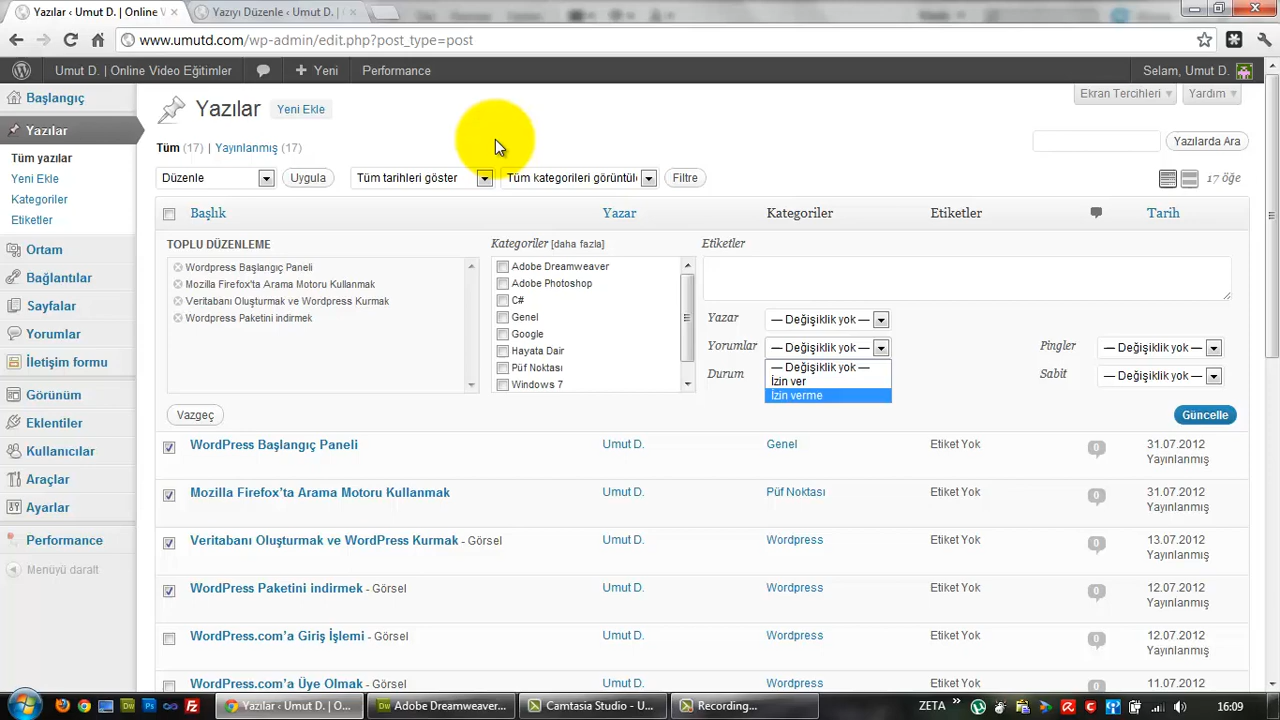 Yazılar ‹ Umut D. | Online V
Yazıyı Düzenle ‹ Umut D. | C
www.umutd.com/wp-admin/edit.php?post_type=post
Umut D. | Online Video Eğitimler
Yeni
Performance
Selam, Umut D.
Başlangıç
Yazılar
Tüm yazılar
Yeni Ekle
Kategoriler
Etiketler
Ortam
Bağlantılar
Sayfalar
Yorumlar
İletişim formu
Görünüm
Eklentiler
Kullanıcılar
Araçlar
Ayarlar
Performance
Menüyü daralt
Yazılar Yeni Ekle
Ekran Tercihleri
Yardım
Tüm (17) | Yayınlanmış (17)
Yazılarda Ara
Düzenle
Uygula
Tüm tarihleri göster
Tüm kategorileri görüntüle
Filtre
17 öğe
Başlık Yazar Kategoriler Etiketler Tarih
TOPLU DÜZENLEME
Wordpress Başlangıç Paneli
Mozilla Firefox'ta Arama Motoru Kullanmak
Veritabanı Oluşturmak ve Wordpress Kurmak
Wordpress Paketini indirmek
Kategoriler [daha fazla]
Adobe Dreamweaver
Adobe Photoshop
C#
Genel
Google
Hayata Dair
Püf Noktası
Windows 7
Etiketler
Yazar — Değişiklik yok —
Yorumlar — Değişiklik yok —
— Değişiklik yok —
İzin ver
İzin verme
Durum
Pingler — Değişiklik yok —
Sabit — Değişiklik yok —
Vazgeç
Güncelle
WordPress Başlangıç Paneli Umut D. Genel Etiket Yok 0 31.07.2012
Yayınlanmış
Mozilla Firefox'ta Arama Motoru Kullanmak Umut D. Püf Noktası Etiket Yok 0 31.07.2012
Yayınlanmış
Veritabanı Oluşturmak ve WordPress Kurmak - Görsel Umut D. Wordpress Etiket Yok 0 13.07.2012
Yayınlanmış
WordPress Paketini indirmek - Görsel Umut D. Wordpress Etiket Yok 0 12.07.2012
Yayınlanmış
WordPress.com'a Giriş İşlemi - Görsel Umut D. Wordpress Etiket Yok 0 12.07.2012
Yayınlanmış
WordPress.com'a Üye Olmak - Görsel Umut D. Wordpress Etiket Yok 0 11.07.2012
Yazılar ‹ Umut D. | O...
Adobe Dreamweaver...
Camtasia Studio - U...
Recording...
ZETA
16:09